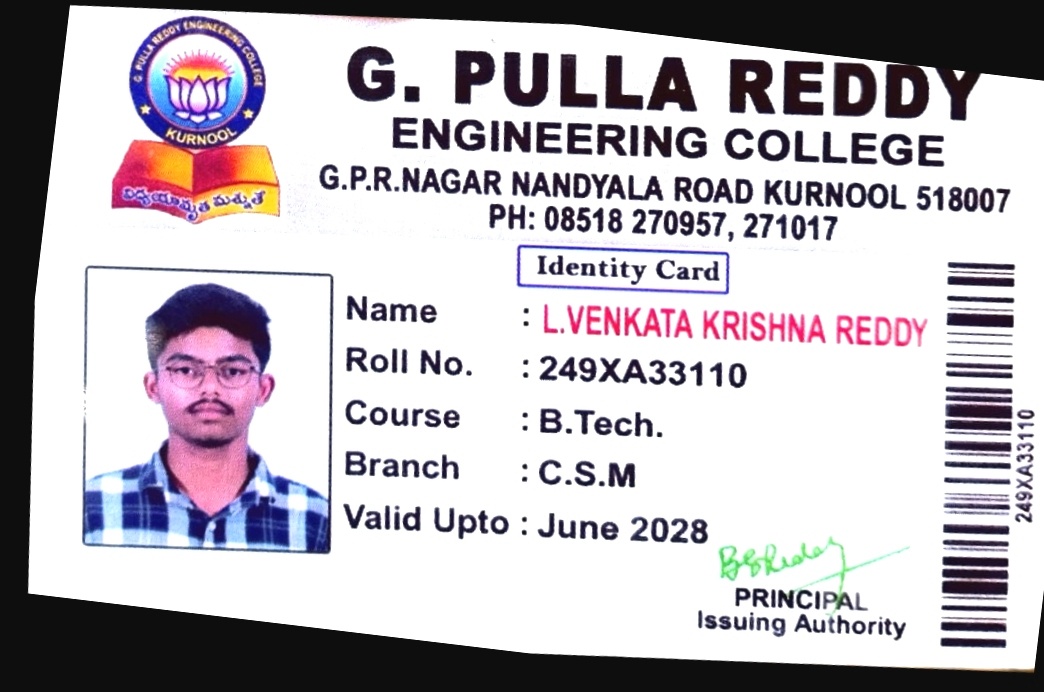 G. PULLA REDDY ENGINEERING COLLEGE
KURNOOL
విద్యయామృత మశ్నుతే
G. PULLA REDDY
ENGINEERING COLLEGE
G.P.R.NAGAR NANDYALA ROAD KURNOOL 518007
PH: 08518 270957, 271017
Identity Card
Name : L.VENKATA KRISHNA REDDY
Roll No. : 249XA33110
Course : B.Tech.
Branch : C.S.M
Valid Upto : June 2028
PRINCIPAL
Issuing Authority
249XA33110